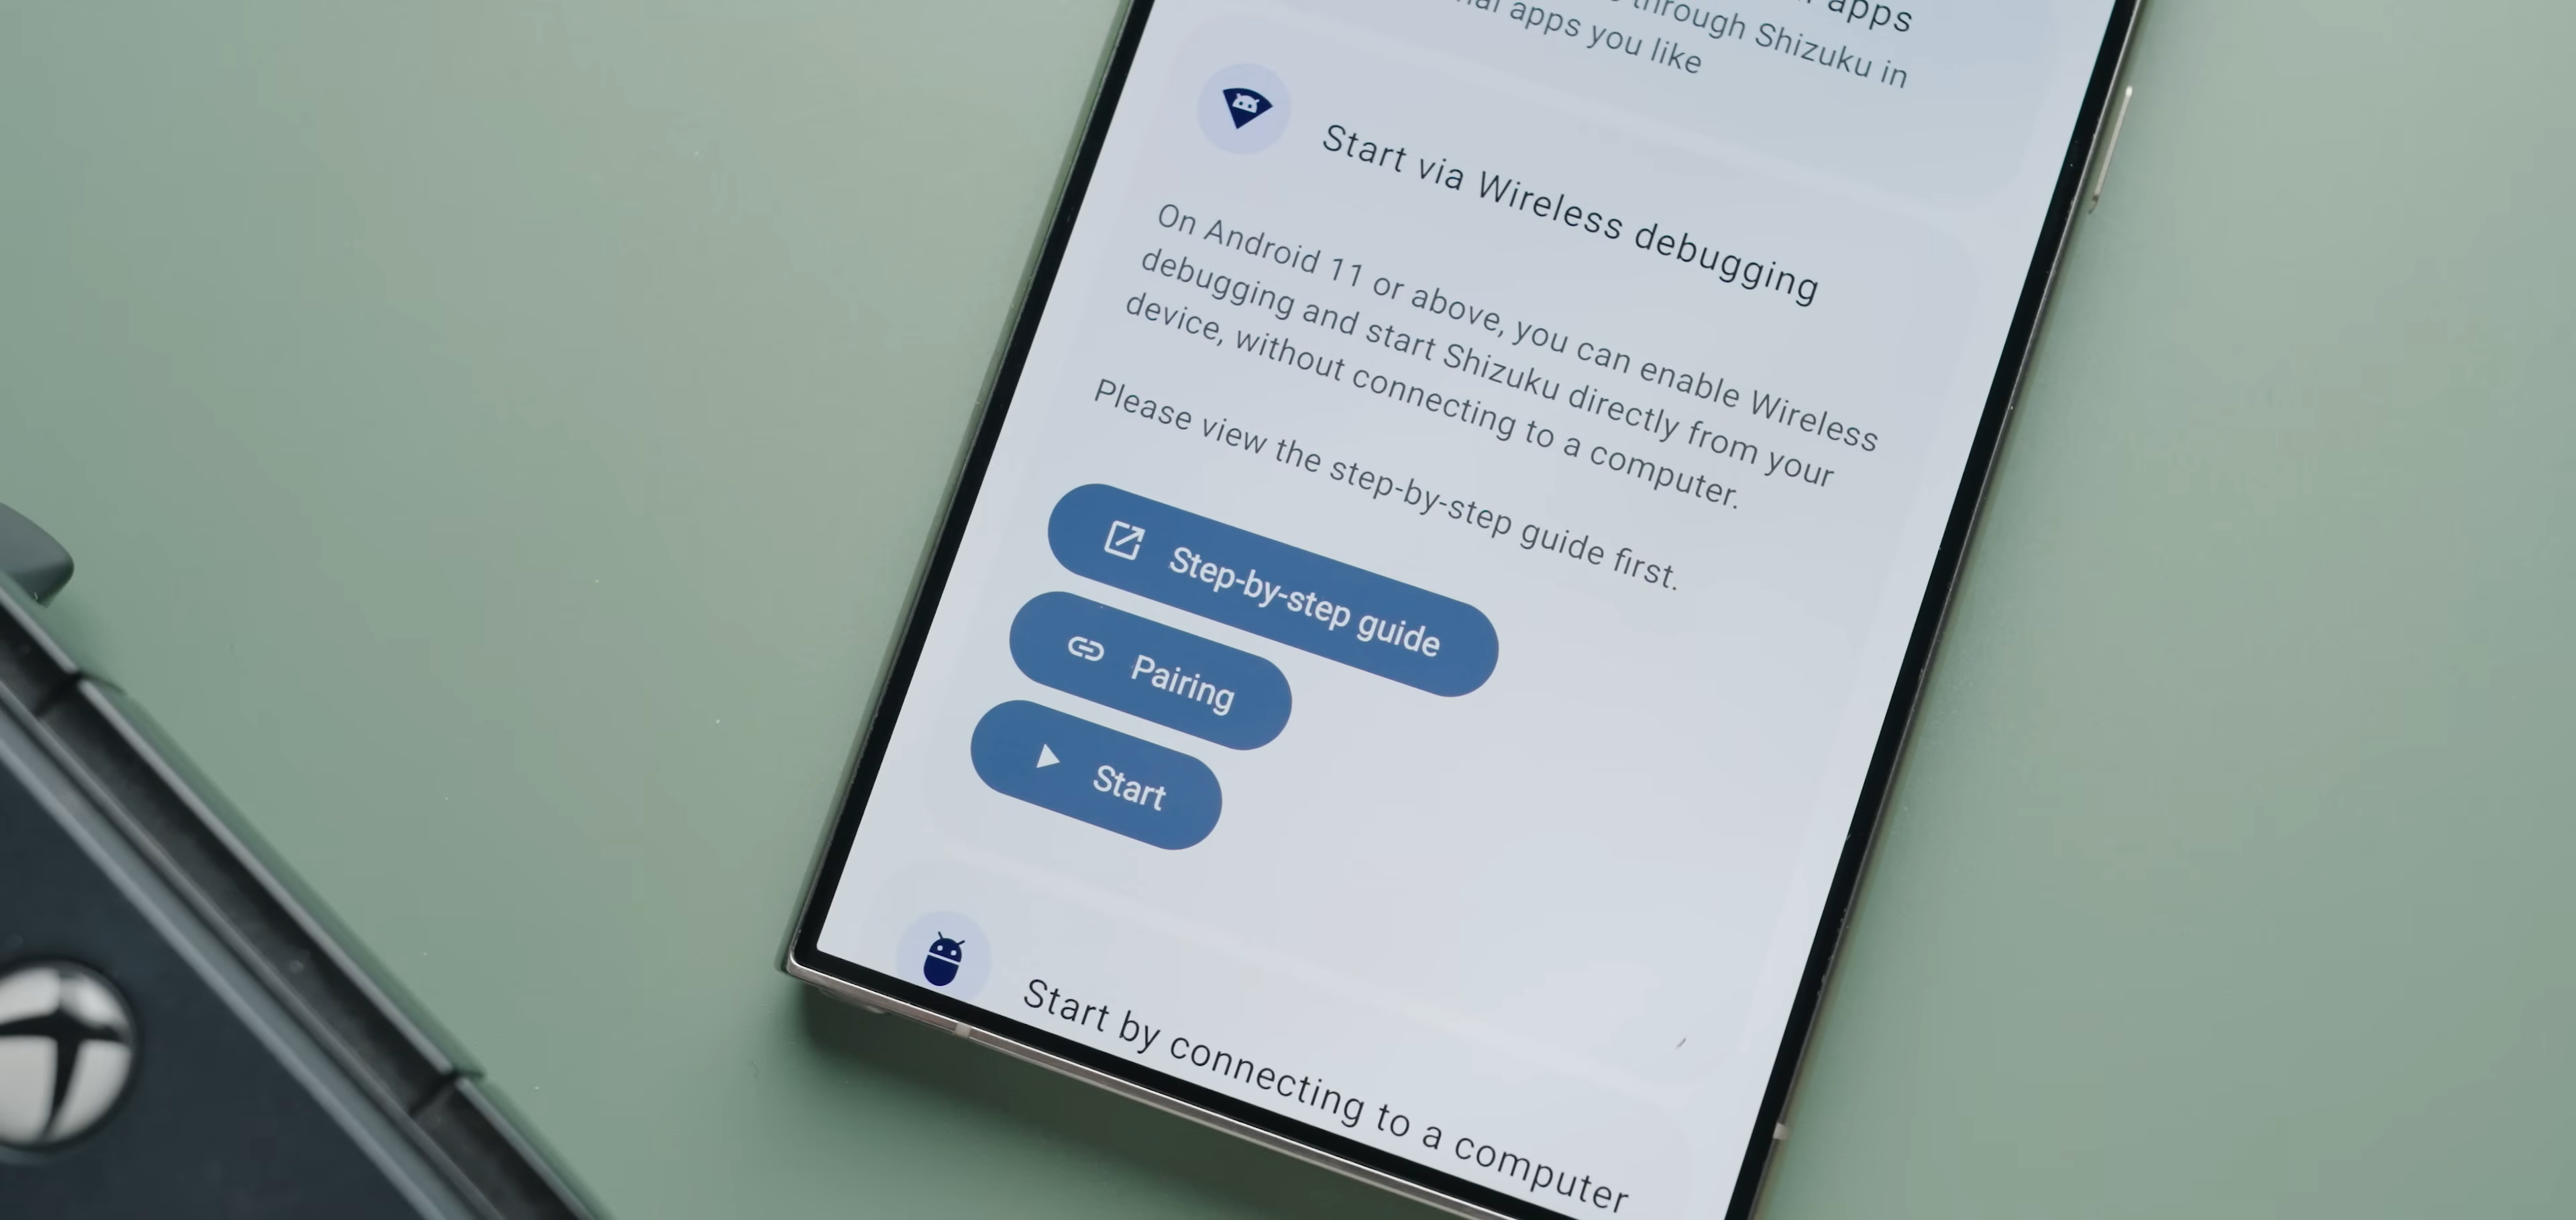 apps
through Shizuku in
apps you like
Start via Wireless debugging
On Android 11 or above, you can enable Wireless
debugging and start Shizuku directly from your
device, without connecting to a computer.
Please view the step-by-step guide first.
Step-by-step guide
Pairing
Start
Start by connecting to a computer